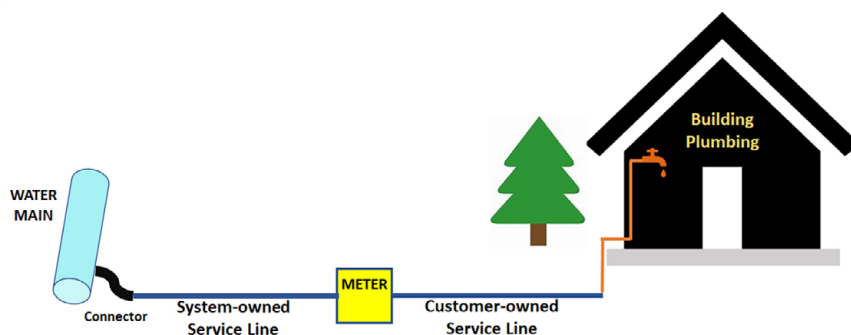 Building
Plumbing
WATER
MAIN
METER
Connector
System-owned
Service Line
Customer-owned
Service Line